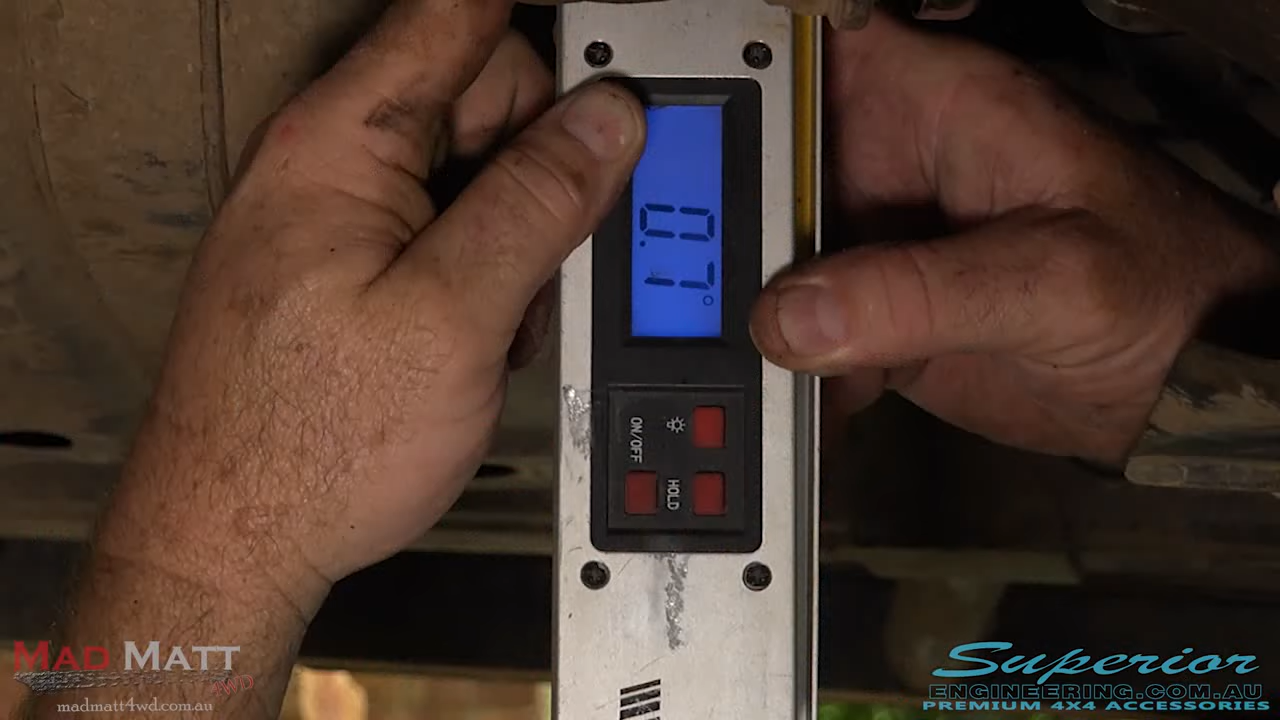 0.7°
ON/OFF
HOLD
MAD MATT
4WD
madmatt4wd.com.au
Superior
ENGINEERING.COM.AU
PREMIUM 4X4 ACCESSORIES